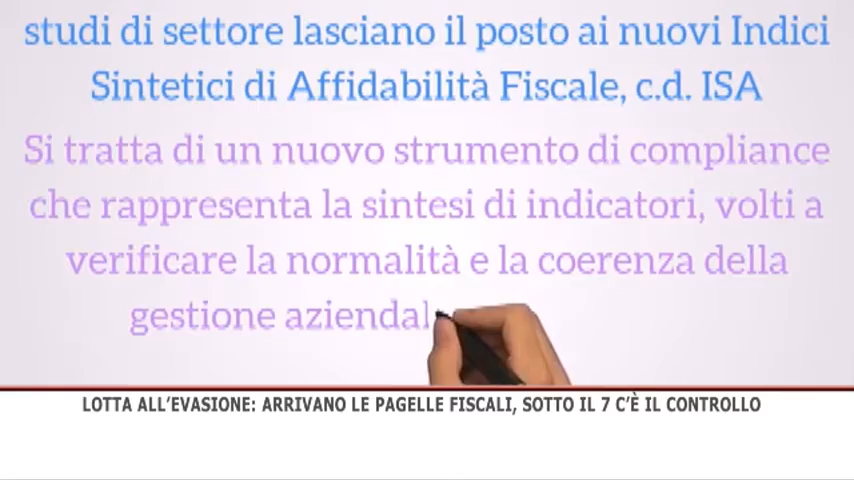 studi di settore lasciano il posto ai nuovi Indici
Sintetici di Affidabilità Fiscale, c.d. ISA
Si tratta di un nuovo strumento di compliance
che rappresenta la sintesi di indicatori, volti a
verificare la normalità e la coerenza della
gestione aziendal
LOTTA ALL'EVASIONE: ARRIVANO LE PAGELLE FISCALI, SOTTO IL 7 C'È IL CONTROLLO